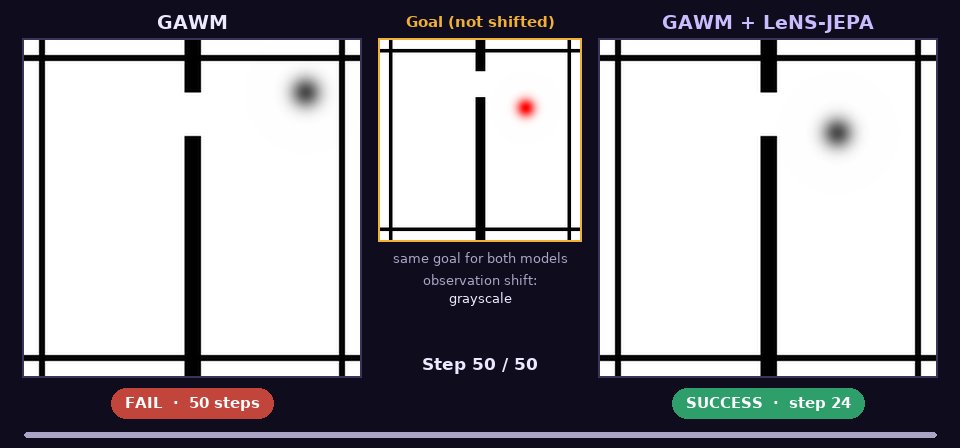 GAWM
Goal (not shifted)
GAWM + LeNS-JEPA
same goal for both models
observation shift:
grayscale
Step 50 / 50
FAIL · 50 steps
SUCCESS · step 24